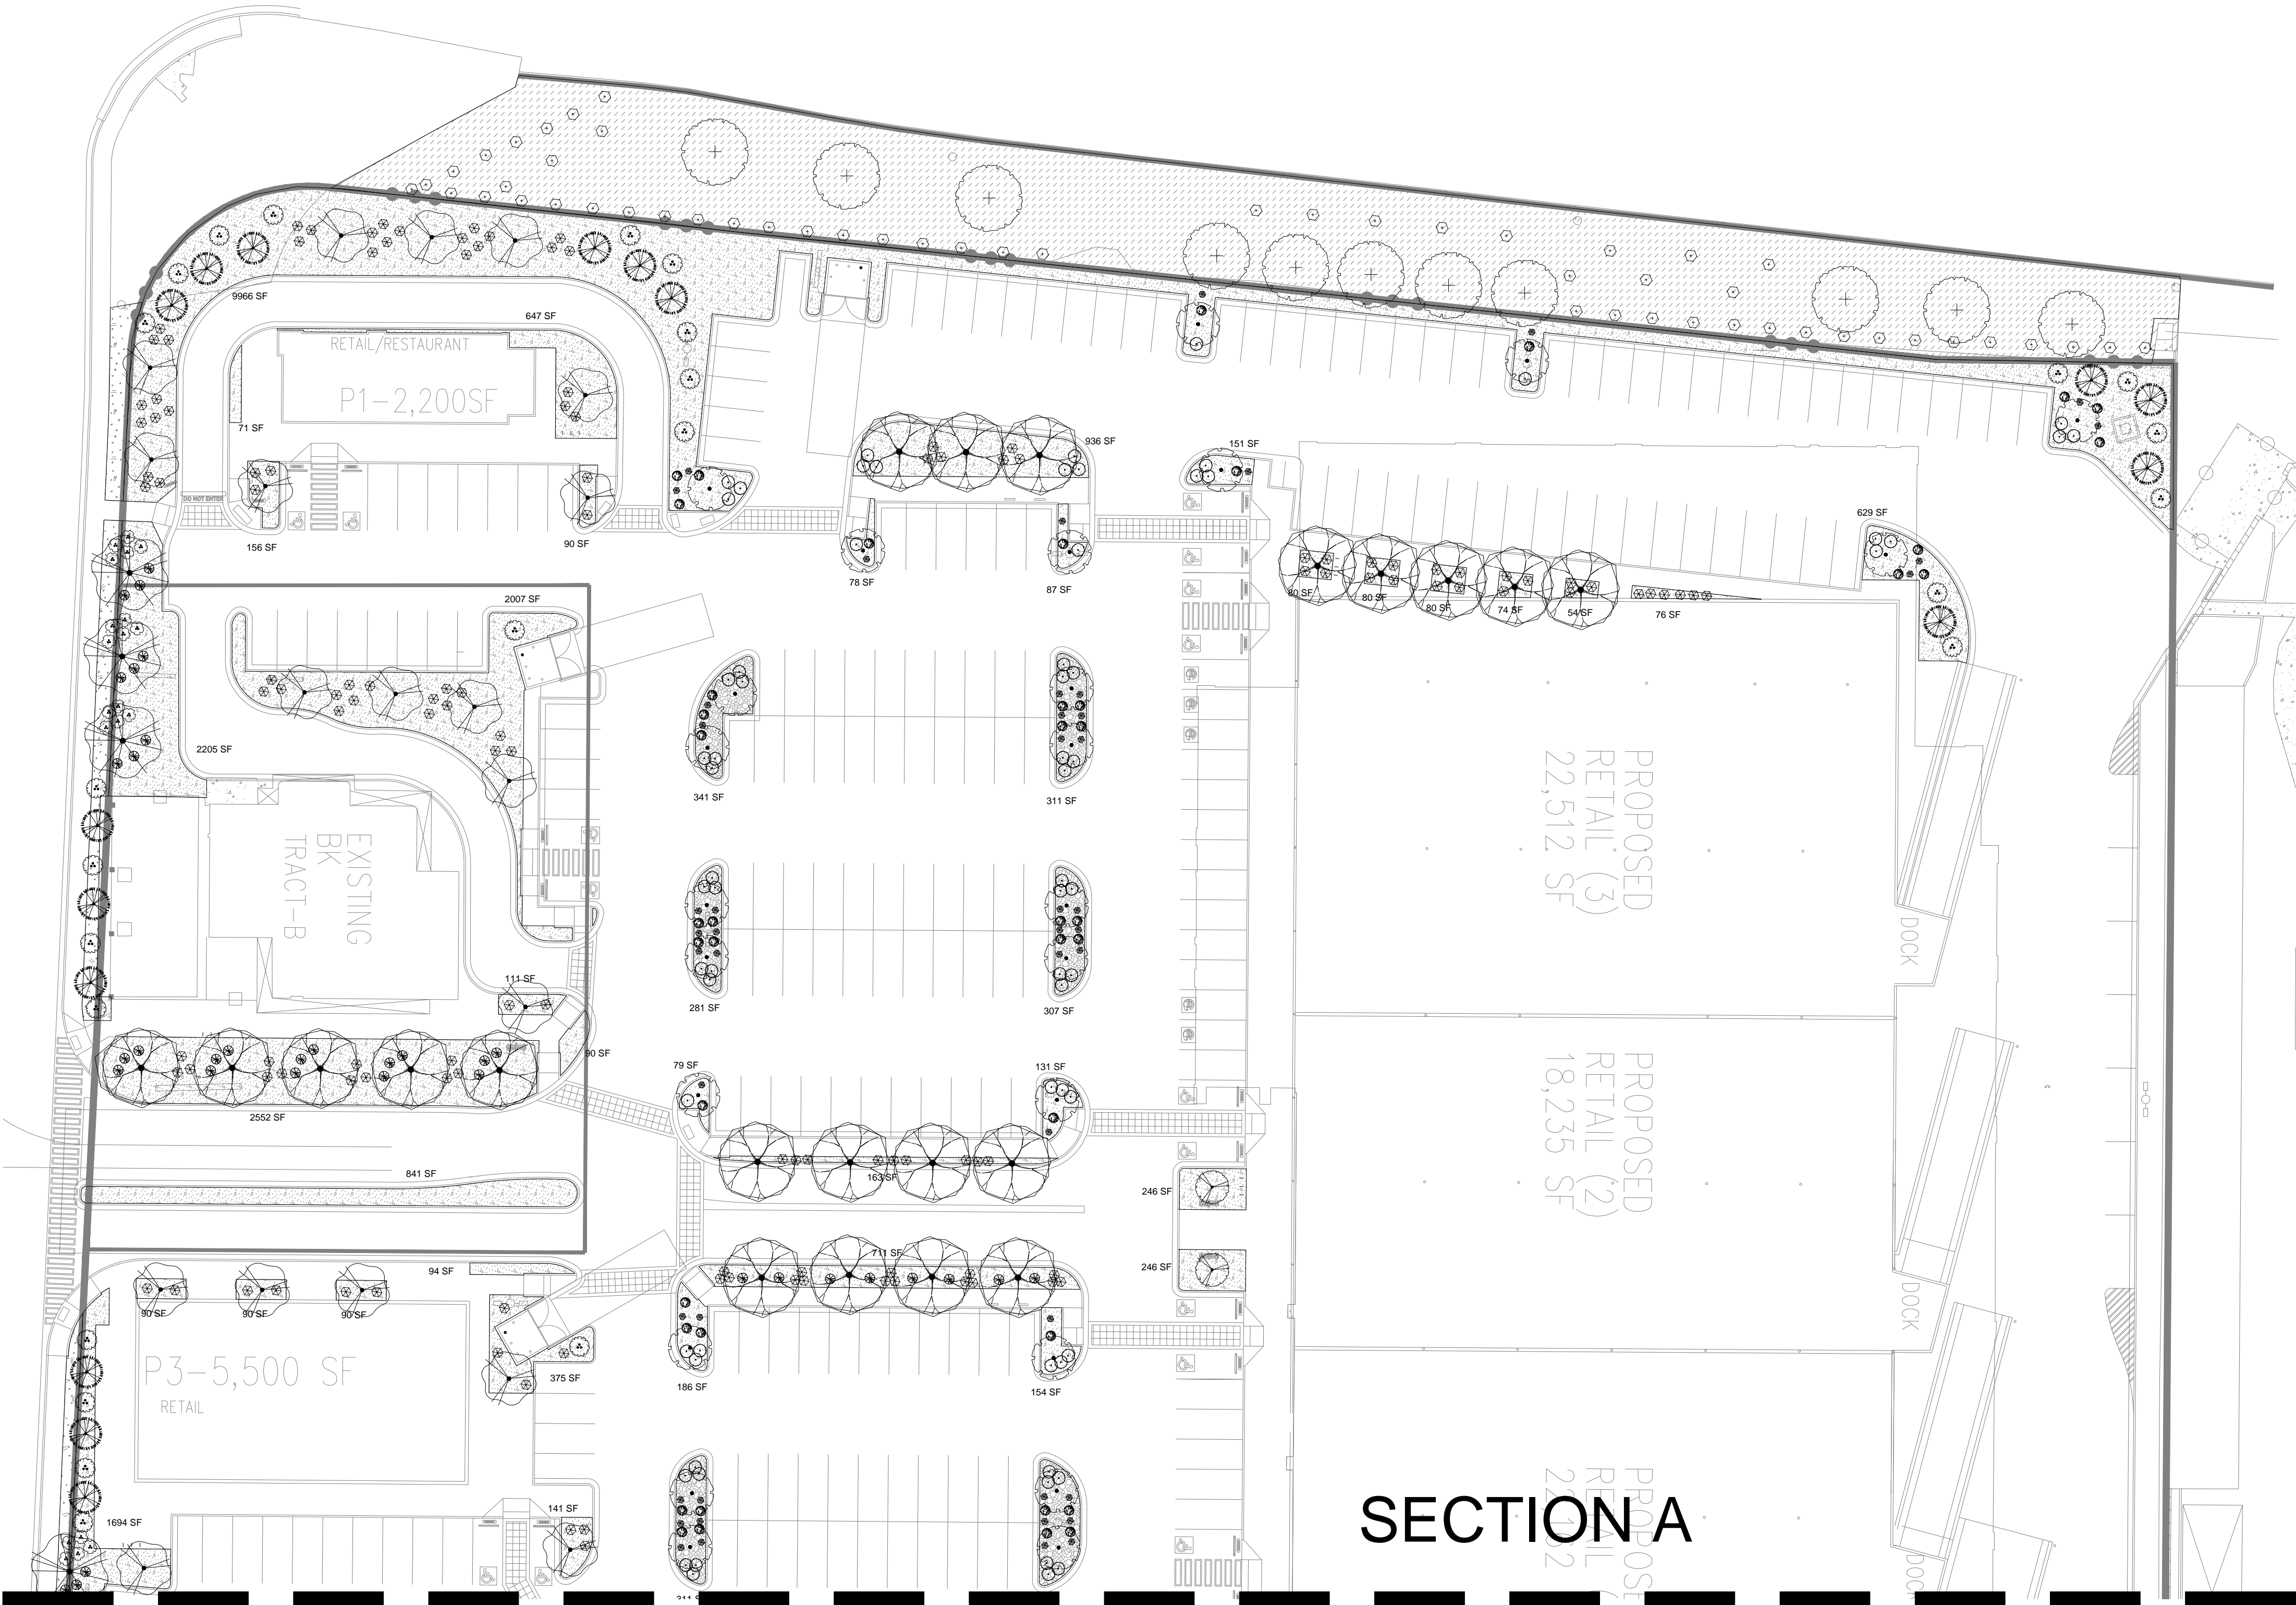 9966 SF
647 SF
RETAIL/RESTAURANT
P1-2,200SF
71 SF
936 SF
151 SF
DO NOT ENTER
156 SF
90 SF
78 SF
87 SF
629 SF
80 SF
80 SF
80 SF
74 SF
54 SF
76 SF
2007 SF
2205 SF
341 SF
311 SF
PROPOSED
RETAIL (3)
22,512 SF
EXISTING
BK
TRACT-B
DOCK
111 SF
281 SF
307 SF
90 SF
79 SF
131 SF
2552 SF
PROPOSED
RETAIL (2)
18,235 SF
841 SF
163 SF
246 SF
711 SF
246 SF
94 SF
90 SF
90 SF
90 SF
DOCK
P3-5,500 SF
RETAIL
375 SF
186 SF
154 SF
1694 SF
141 SF
SECTION A
DOCK